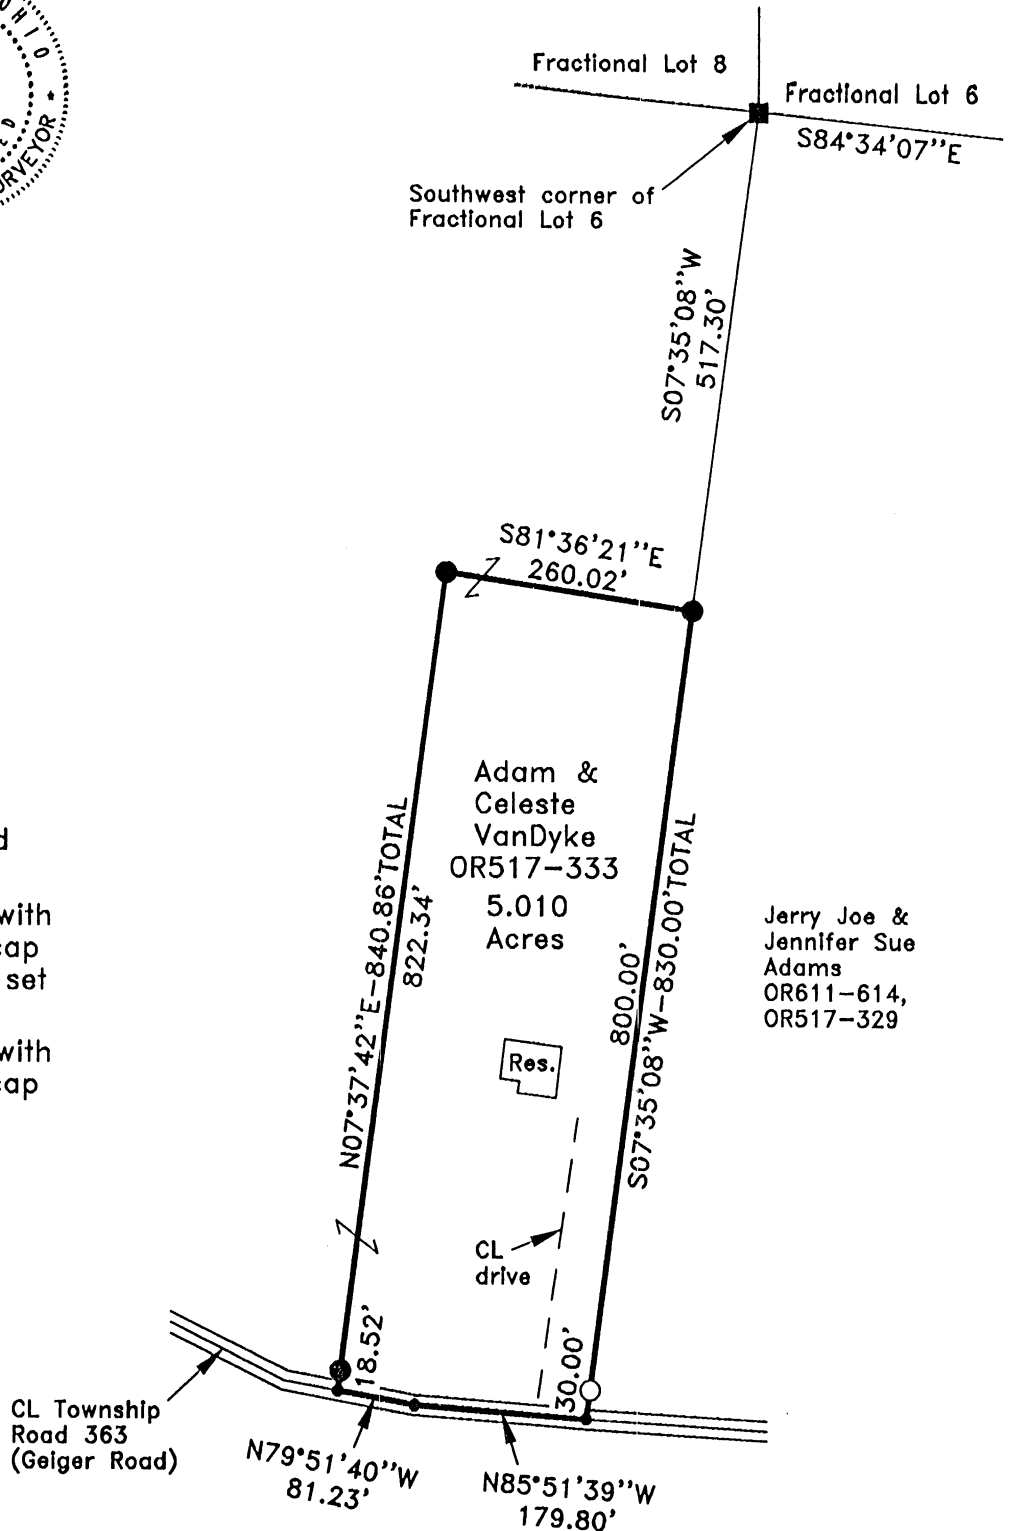 OHIO
SURVEYOR *
Fractional Lot 8
Fractional Lot 6
S84°34'07"E
Southwest corner of
Fractional Lot 6
S07°35'08"W
517.30'
S81°36'21"E
260.02'
Adam &
Celeste
VanDyke
OR517-333
5.010
Acres
N07°37'42"E-840.86'TOTAL
822.34'
800.00'
S07°35'08"W-830.00'TOTAL
Jerry Joe &
Jennifer Sue
Adams
OR611-614,
OR517-329
d
with
cap
set
with
cap
Res.
CL
drive
18.52'
30.00'
CL Township
Road 363
(Geiger Road)
N79°51'40"W
81.23'
N85°51'39"W
179.80'